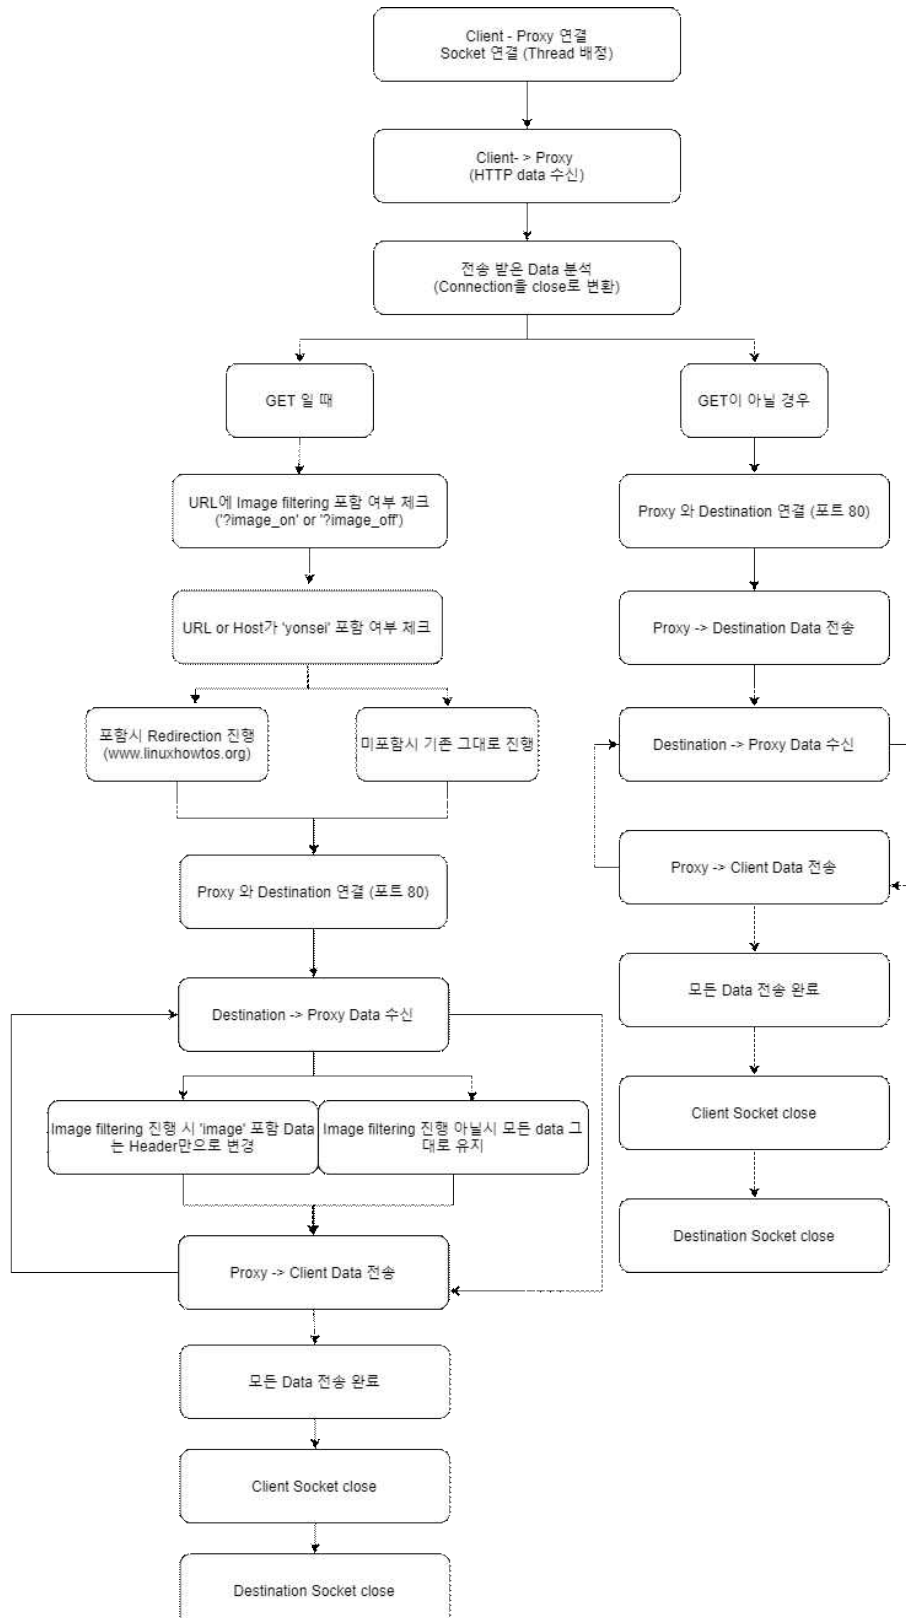 Client - Proxy 연결
Socket 연결 (Thread 배정)
Client- > Proxy
(HTTP data 수신)
전송 받은 Data 분석
(Connection을 close로 변환)
GET 일 때
GET이 아닐 경우
URL에 Image filtering 포함 여부 체크
('?image_on' or '?image_off')
Proxy 와 Destination 연결 (포트 80)
URL or Host가 'yonsei' 포함 여부 체크
Proxy -> Destination Data 전송
포함시 Redirection 진행
(www.linuxhowtos.org)
미포함시 기존 그대로 진행
Destination -> Proxy Data 수신
Proxy -> Client Data 전송
Proxy 와 Destination 연결 (포트 80)
모든 Data 전송 완료
Destination -> Proxy Data 수신
Client Socket close
Image filtering 진행 시 'image' 포함 Data
는 Header만으로 변경
Image filtering 진행 아닐시 모든 data 그
대로 유지
Destination Socket close
Proxy -> Client Data 전송
모든 Data 전송 완료
Client Socket close
Destination Socket close